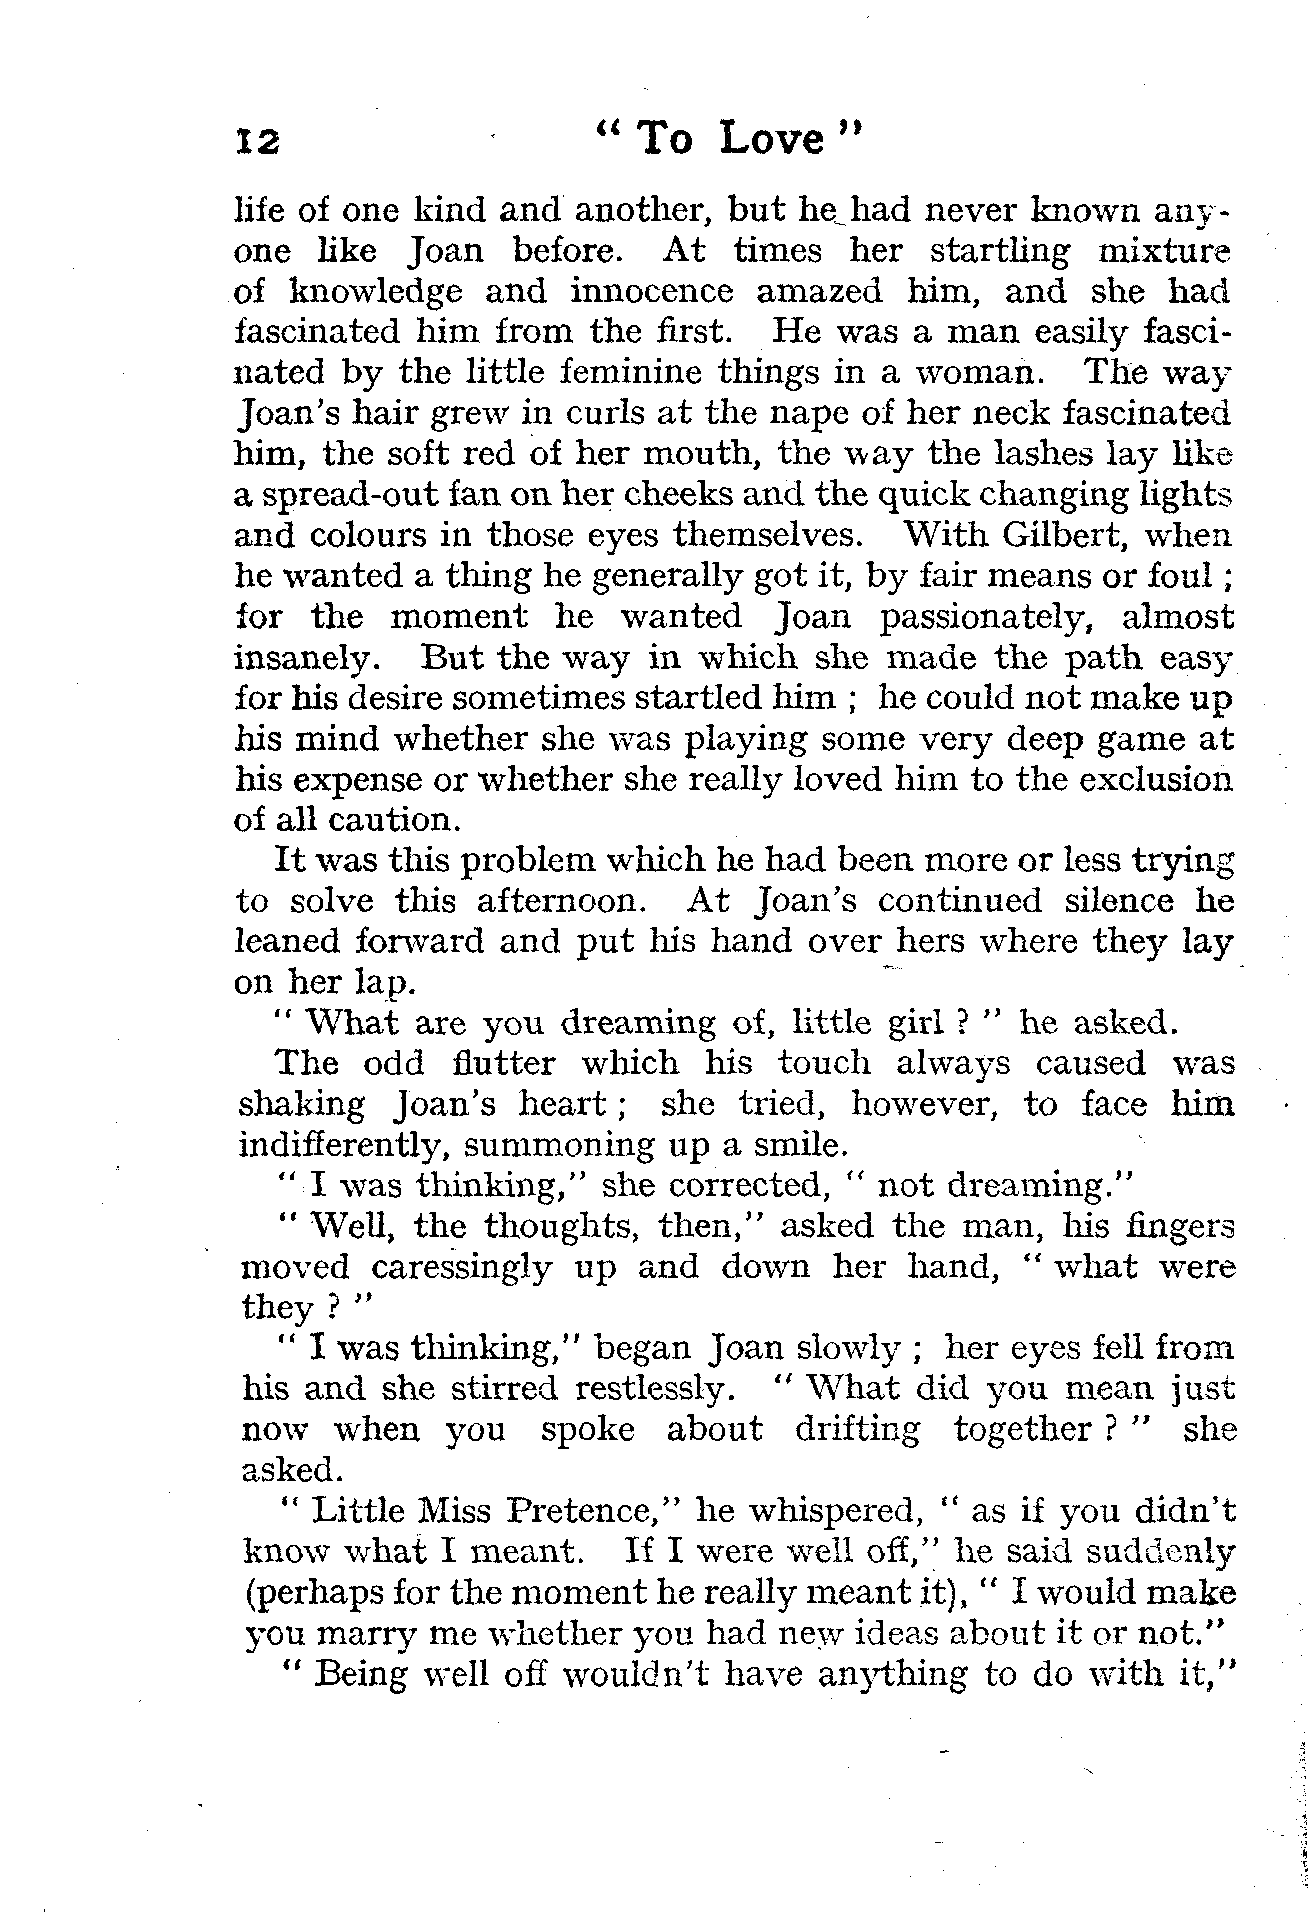 12 " To Love "
life of one kind and another, but he had never known any-
one like Joan before. At times her startling mixture
of knowledge and innocence amazed him, and she had
fascinated him from the first. He was a man easily fasci-
nated by the little feminine things in a woman. The way
Joan's hair grew in curls at the nape of her neck fascinated
him, the soft red of her mouth, the way the lashes lay like
a spread-out fan on her cheeks and the quick changing lights
and colours in those eyes themselves. With Gilbert, when
he wanted a thing he generally got it, by fair means or foul ;
for the moment he wanted Joan passionately, almost
insanely. But the way in which she made the path easy
for his desire sometimes startled him ; he could not make up
his mind whether she was playing some very deep game at
his expense or whether she really loved him to the exclusion
of all caution.
It was this problem which he had been more or less trying
to solve this afternoon. At Joan's continued silence he
leaned forward and put his hand over hers where they lay
on her lap.
" What are you dreaming of, little girl ? " he asked.
The odd flutter which his touch always caused was
shaking Joan's heart ; she tried, however, to face him
indifferently, summoning up a smile.
" I was thinking," she corrected, " not dreaming."
" Well, the thoughts, then," asked the man, his fingers
moved caressingly up and down her hand, " what were
they ? "
" I was thinking," began Joan slowly ; her eyes fell from
his and she stirred restlessly. " What did you mean just
now when you spoke about drifting together ? " she
asked.
" Little Miss Pretence," he whispered, " as if you didn't
know what I meant. If I were well off," he said suddenly
(perhaps for the moment he really meant it), " I would make
you marry me whether you had new ideas about it or not."
" Being well off wouldn't have anything to do with it,"